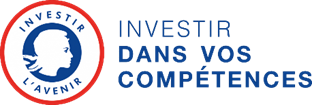 INVESTIR
L'AVENIR
INVESTIR
DANS VOS
COMPÉTENCES